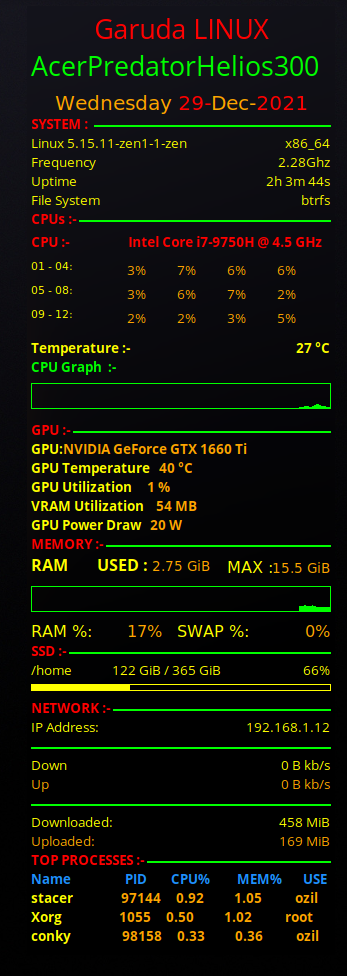 Garuda LINUX
AcerPredatorHelios300
Wednesday 29-Dec-2021
SYSTEM :
Linux 5.15.11-zen1-1-zen x86_64
Frequency 2.28Ghz
Uptime 2h 3m 44s
File System btrfs
CPUs :-
CPU :- Intel Core i7-9750H @ 4.5 GHz
01 - 04: 3% 7% 6% 6%
05 - 08: 3% 6% 7% 2%
09 - 12: 2% 2% 3% 5%
Temperature :- 27 °C
CPU Graph :-
GPU :-
GPU:NVIDIA GeForce GTX 1660 Ti
GPU Temperature 40 °C
GPU Utilization 1 %
VRAM Utilization 54 MB
GPU Power Draw 20 W
MEMORY :-
RAM USED : 2.75 GiB MAX :15.5 GiB
RAM %: 17% SWAP %: 0%
SSD :-
/home 122 GiB / 365 GiB 66%
NETWORK :-
IP Address: 192.168.1.12
Down 0 B kb/s
Up 0 B kb/s
Downloaded: 458 MiB
Uploaded: 169 MiB
TOP PROCESSES :-
Name PID CPU% MEM% USE
stacer 97144 0.92 1.05 ozil
Xorg 1055 0.50 1.02 root
conky 98158 0.33 0.36 ozil